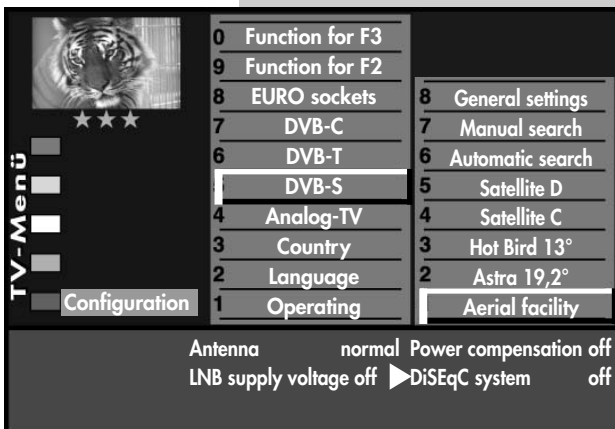 TV-Menü
Configuration
0 Function for F3
9 Function for F2
8 EURO sockets
7 DVB-C
6 DVB-T
DVB-S
4 Analog-TV
3 Country
2 Language
1 Operating
8 General settings
7 Manual search
6 Automatic search
5 Satellite D
4 Satellite C
3 Hot Bird 13°
2 Astra 19,2°
Aerial facility
Antenna normal Power compensation off
LNB supply voltage off DiSEqC system off